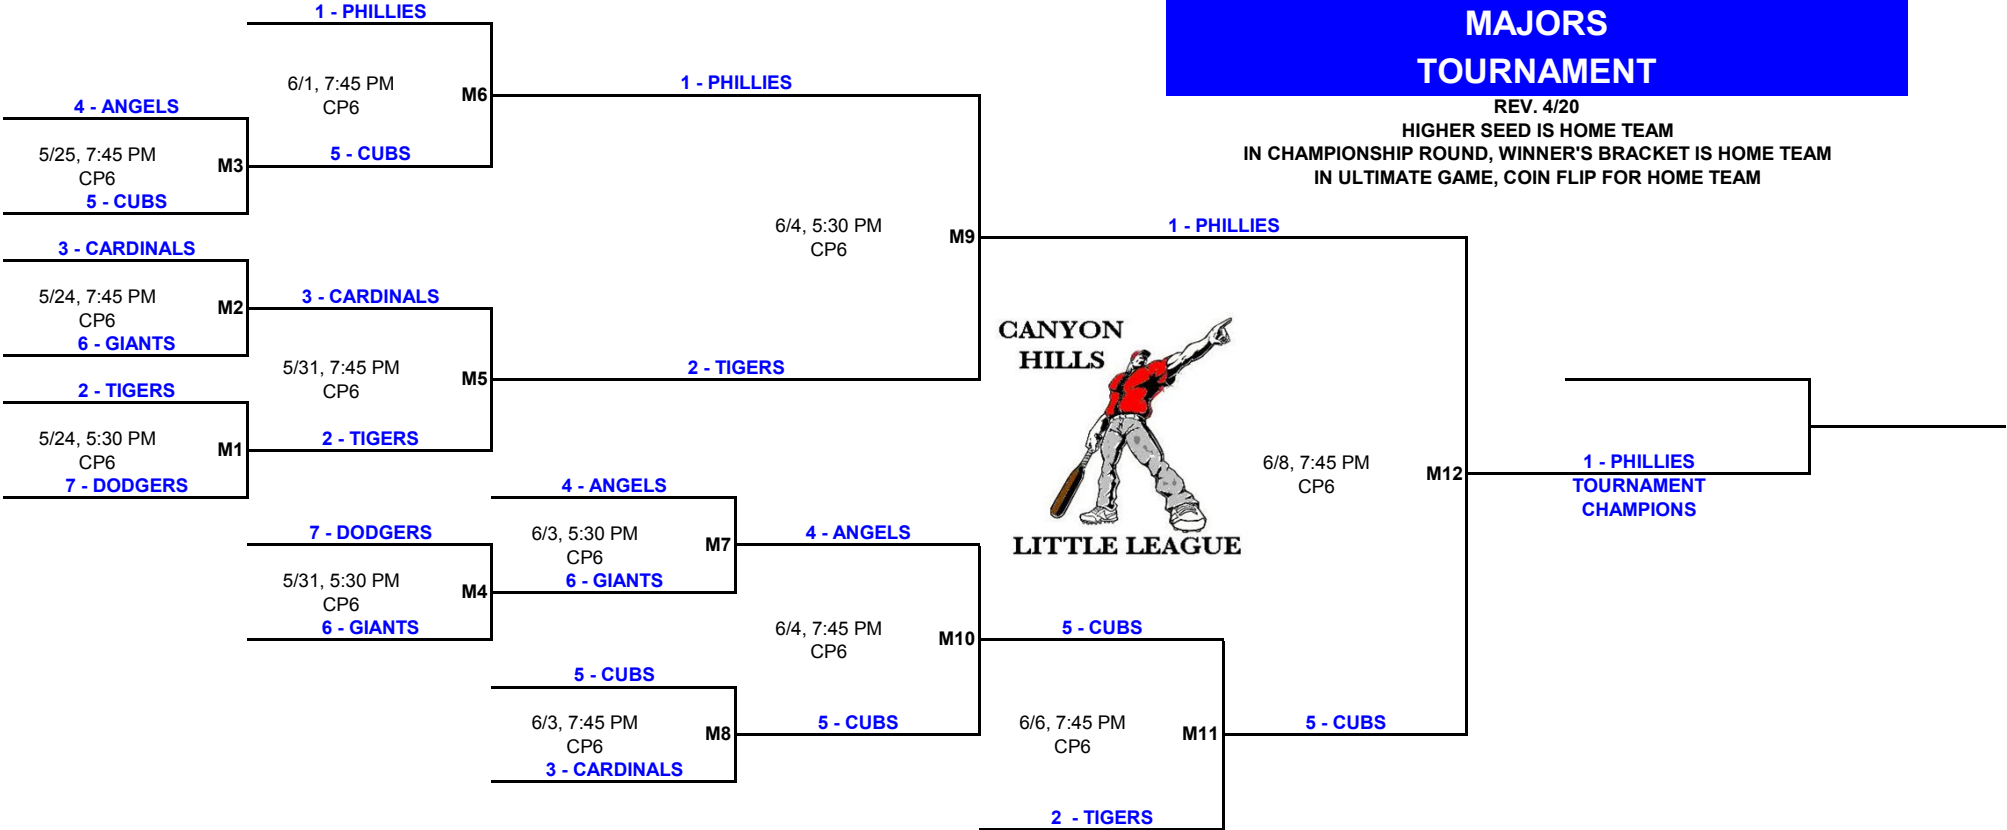 1 - PHILLIES
MAJORS
TOURNAMENT
REV. 4/20
HIGHER SEED IS HOME TEAM
IN CHAMPIONSHIP ROUND, WINNER'S BRACKET IS HOME TEAM
IN ULTIMATE GAME, COIN FLIP FOR HOME TEAM
6/1, 7:45 PM
CP6
M6
1 - PHILLIES
4 - ANGELS
5/25, 7:45 PM
CP6
M3
5 - CUBS
5 - CUBS
3 - CARDINALS
5/24, 7:45 PM
CP6
M2
6 - GIANTS
3 - CARDINALS
6/4, 5:30 PM
CP6
M9
1 - PHILLIES
5/31, 7:45 PM
CP6
M5
2 - TIGERS
2 - TIGERS
5/24, 5:30 PM
CP6
M1
2 - TIGERS
7 - DODGERS
CANYON
HILLS
LITTLE LEAGUE
4 - ANGELS
6/3, 5:30 PM
CP6
M7
6 - GIANTS
4 - ANGELS
7 - DODGERS
5/31, 5:30 PM
CP6
M4
6 - GIANTS
6/8, 7:45 PM
CP6
M12
1 - PHILLIES
TOURNAMENT
CHAMPIONS
6/4, 7:45 PM
CP6
M10
5 - CUBS
5 - CUBS
6/3, 7:45 PM
CP6
M8
3 - CARDINALS
5 - CUBS
6/6, 7:45 PM
CP6
M11
5 - CUBS
2 - TIGERS